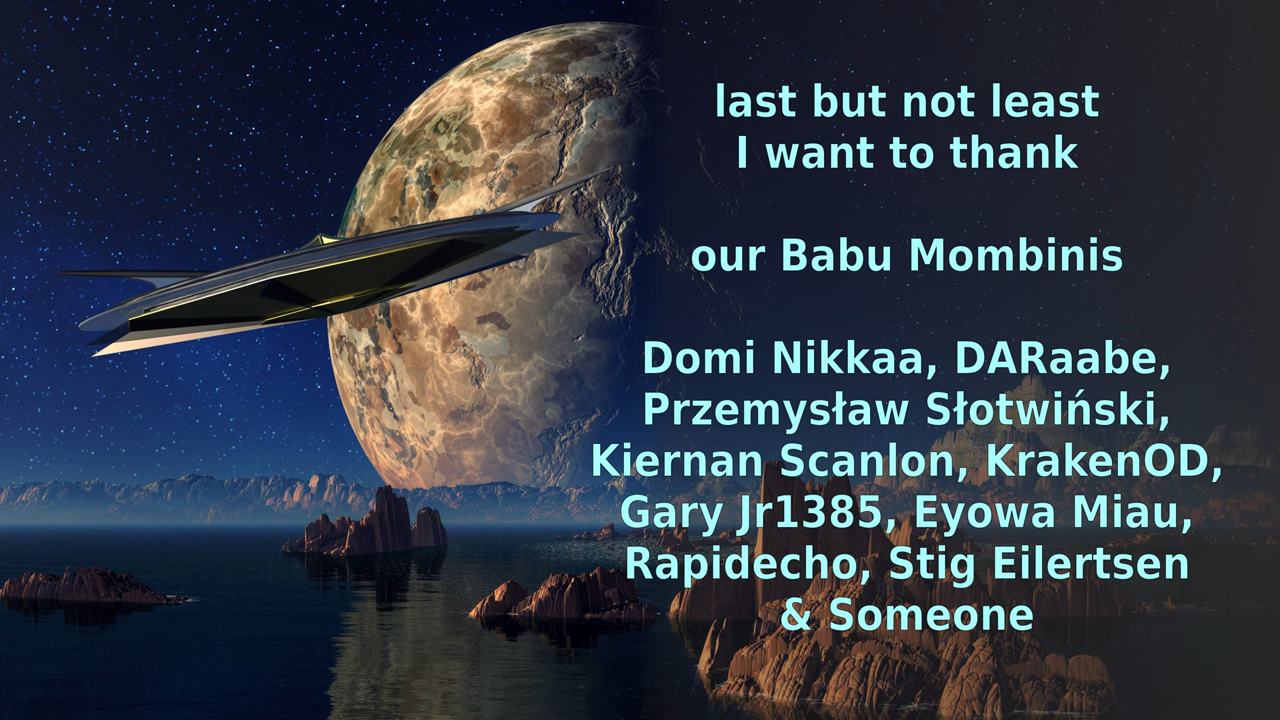 last but not least
I want to thank
our Babu Mombinis
Domi Nikkaa, DARaabe,
Przemysław Słotwiński,
Kiernan Scanlon, KrakenOD,
Gary Jr1385, Eyowa Miau,
Rapidecho, Stig Eilertsen
& Someone